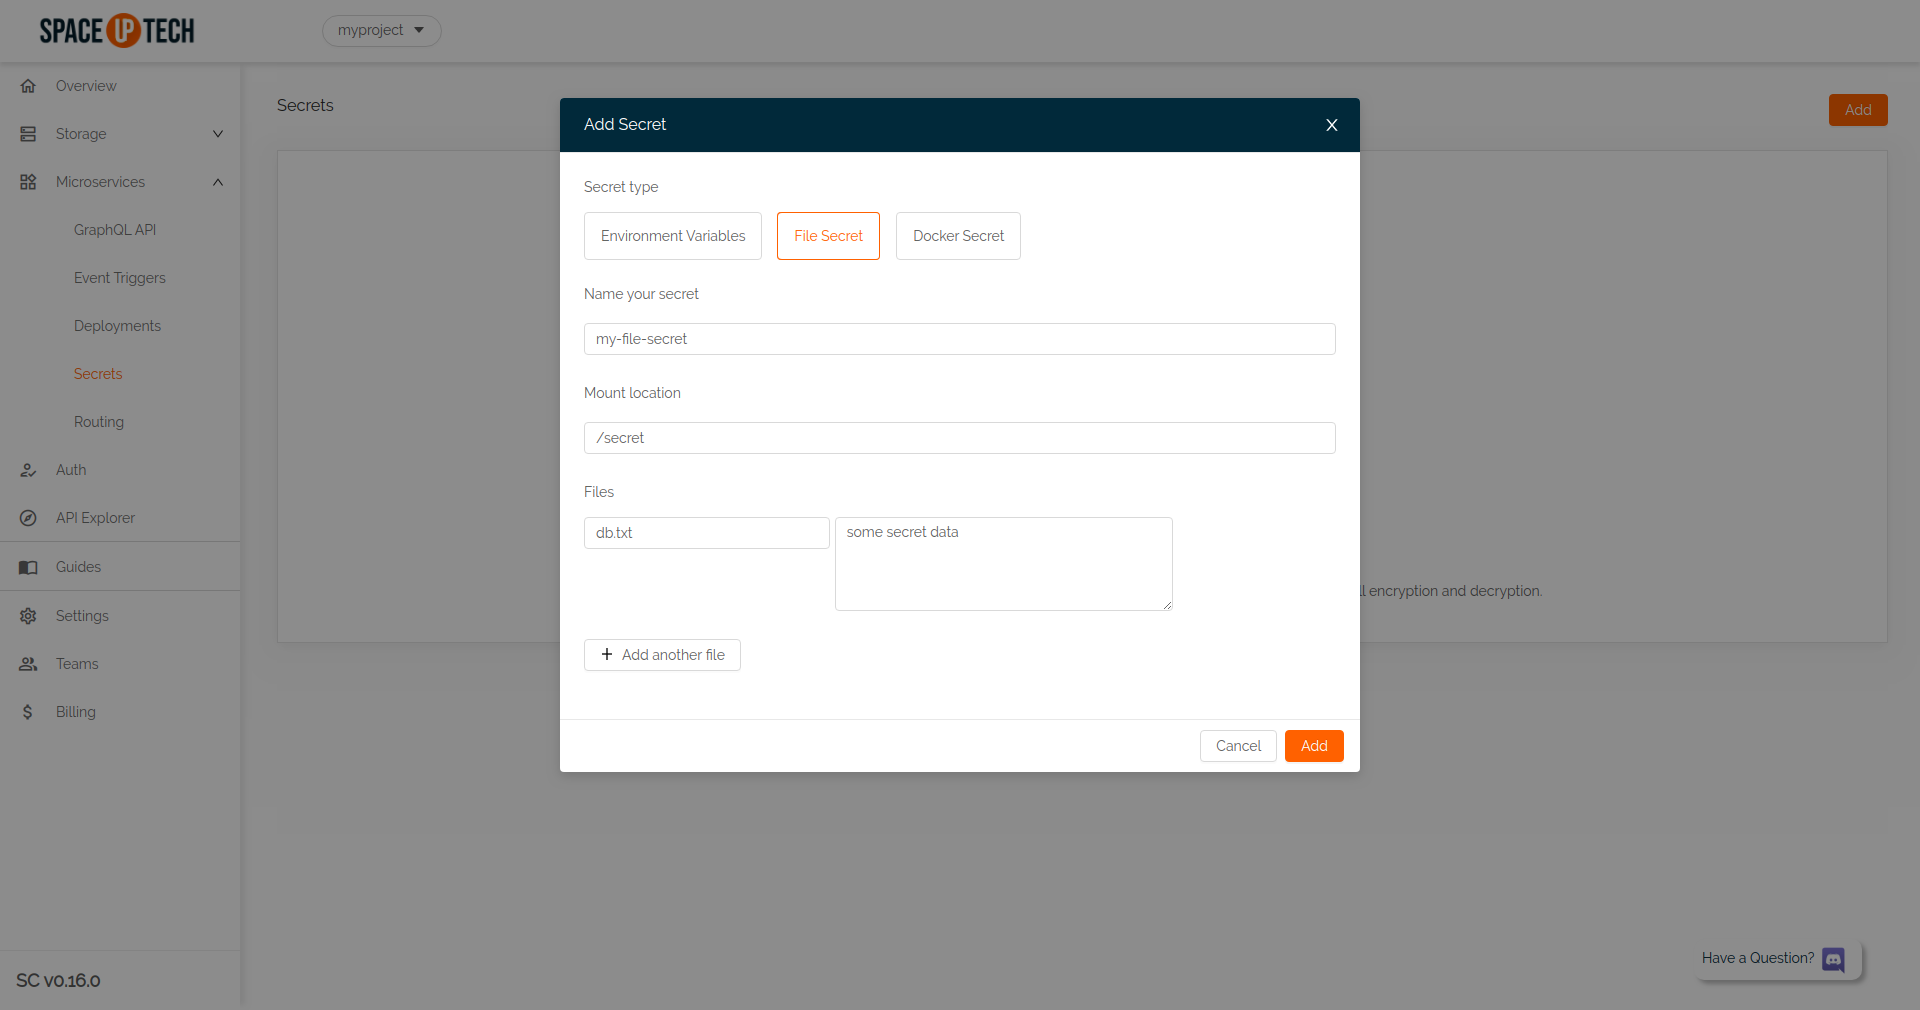 SPACE UP TECH
myproject
Overview
Storage
Microservices
GraphQL API
Event Triggers
Deployments
Secrets
Routing
Auth
API Explorer
Guides
Settings
Teams
Billing
SC v0.16.0
Secrets
Add
Add Secret
X
Secret type
Environment Variables
File Secret
Docker Secret
Name your secret
my-file-secret
Mount location
/secret
Files
db.txt
some secret data
+ Add another file
Cancel
Add
encryption and decryption.
Have a Question?